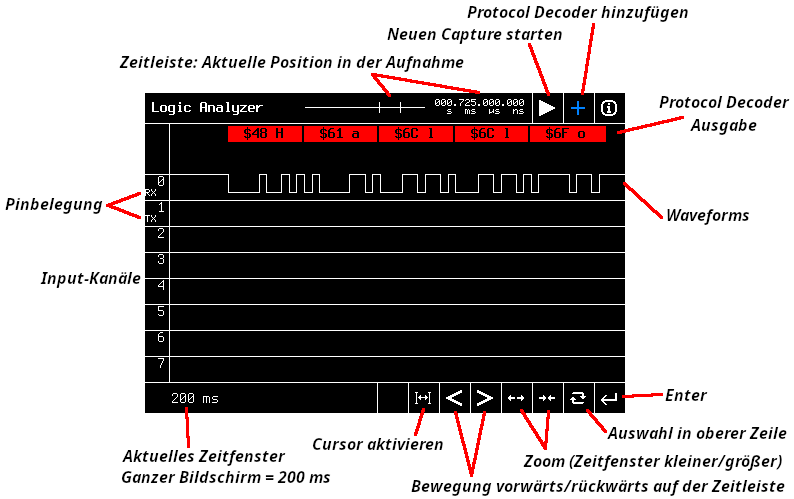 Protocol Decoder hinzufügen
Neuen Capture starten
Zeitleiste: Aktuelle Position in der Aufnahme
Logic Analyzer
000.725.000.000
s ms µs ns
Protocol Decoder
Ausgabe
$48 H $61 a $6C l $6C l $6F o
0
RX
Pinbelegung
1
TX
Waveforms
2
3
Input-Kanäle
4
5
6
7
200 ms
Enter
Cursor aktivieren
Auswahl in oberer Zeile
Aktuelles Zeitfenster
Ganzer Bildschirm = 200 ms
Zoom (Zeitfenster kleiner/größer)
Bewegung vorwärts/rückwärts auf der Zeitleiste